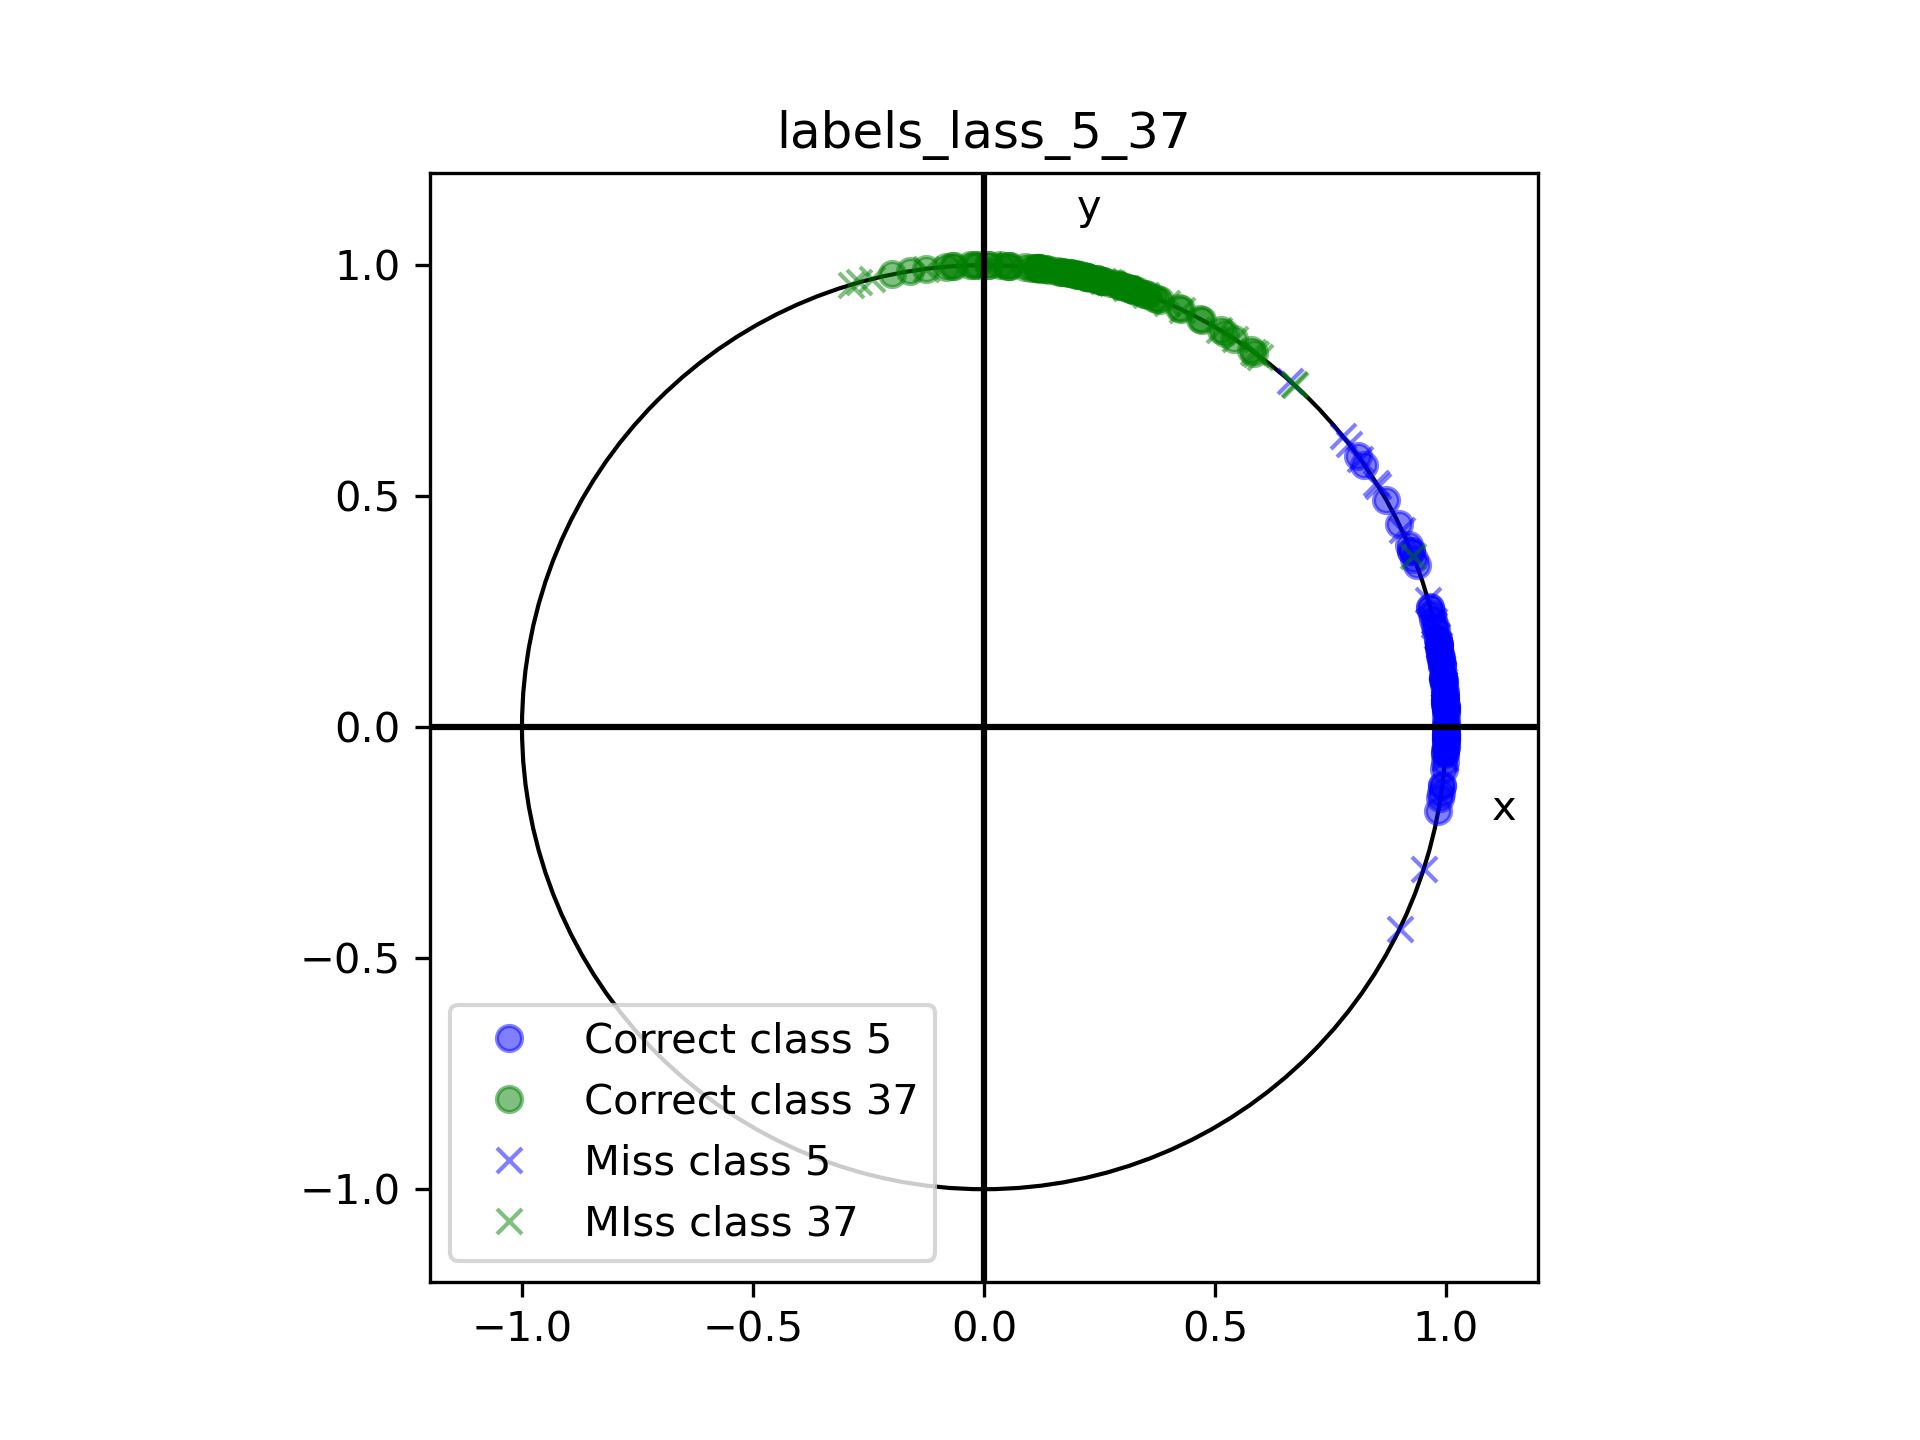 labels_lass_5_37
y
1.0
0.5
0.0
x
−0.5
−1.0
Correct class 5
Correct class 37
Miss class 5
MIss class 37
−1.0 −0.5 0.0 0.5 1.0